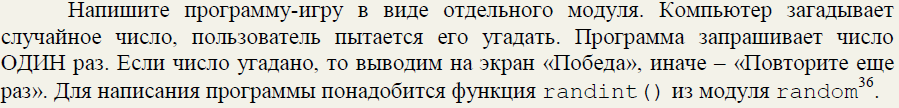 Напишите программу-игру в виде отдельного модуля. Компьютер загадывает
случайное число, пользователь пытается его угадать. Программа запрашивает число
ОДИН раз. Если число угадано, то выводим на экран «Победа», иначе – «Повторите еще
раз». Для написания программы понадобится функция randint() из модуля random36.